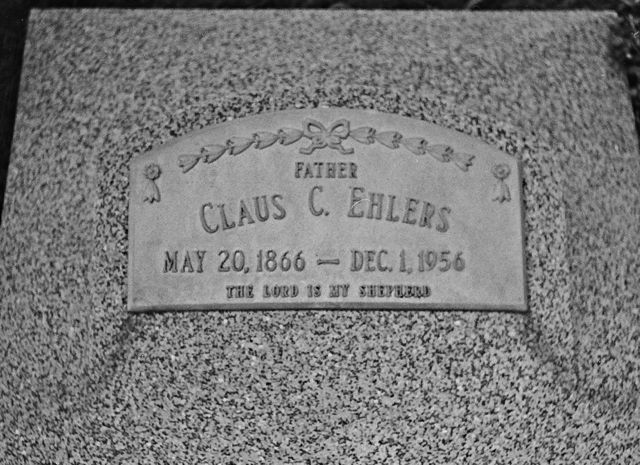 FATHER
CLAUS C. EHLERS
MAY 20, 1866 — DEC. 1, 1956
THE LORD IS MY SHEPHERD